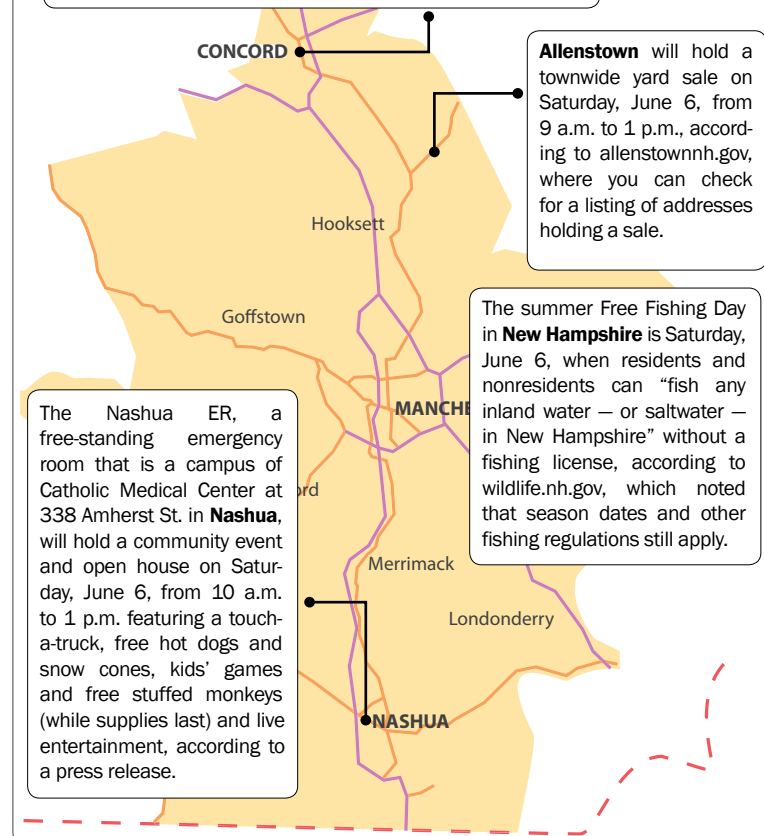 CONCORD
Allenstown will hold a
townwide yard sale on
Saturday, June 6, from
9 a.m. to 1 p.m., accord-
ing to allenstownnh.gov,
where you can check
for a listing of addresses
holding a sale.
Hooksett
Goffstown
The summer Free Fishing Day
in New Hampshire is Saturday,
June 6, when residents and
nonresidents can “fish any
inland water — or saltwater —
in New Hampshire” without a
fishing license, according to
wildlife.nh.gov, which noted
that season dates and other
fishing regulations still apply.
MANCHE
The Nashua ER, a
free-standing emergency
room that is a campus of
Catholic Medical Center at
338 Amherst St. in Nashua,
will hold a community event
and open house on Satur-
day, June 6, from 10 a.m.
to 1 p.m. featuring a touch-
a-truck, free hot dogs and
snow cones, kids’ games
and free stuffed monkeys
(while supplies last) and live
entertainment, according to
a press release.
ord
Merrimack
Londonderry
NASHUA